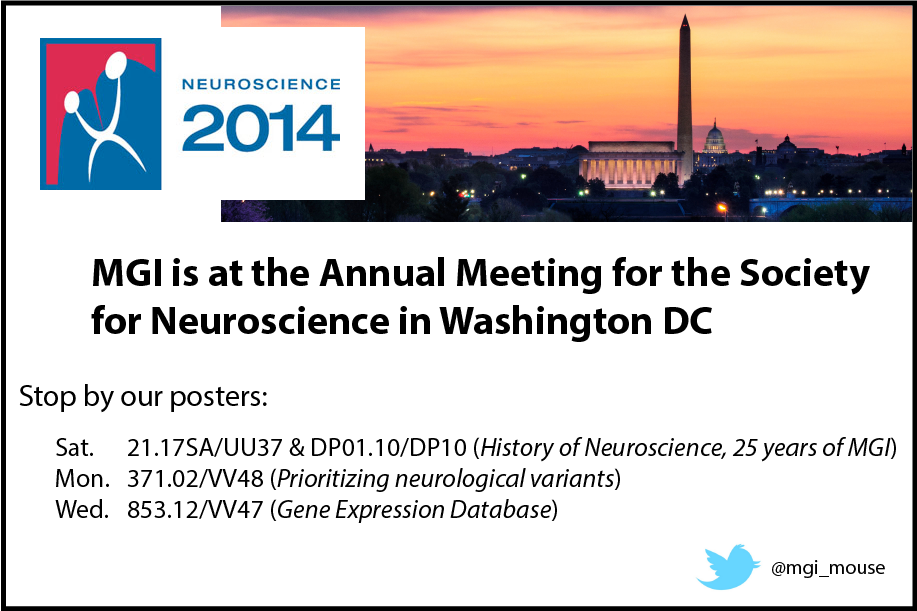 NEUROSCIENCE
2014
MGI is at the Annual Meeting for the Society
for Neuroscience in Washington DC
Stop by our posters:
Sat. 21.17SA/UU37 & DP01.10/DP10 (History of Neuroscience, 25 years of MGI)
Mon. 371.02/VV48 (Prioritizing neurological variants)
Wed. 853.12/VV47 (Gene Expression Database)
@mgi_mouse